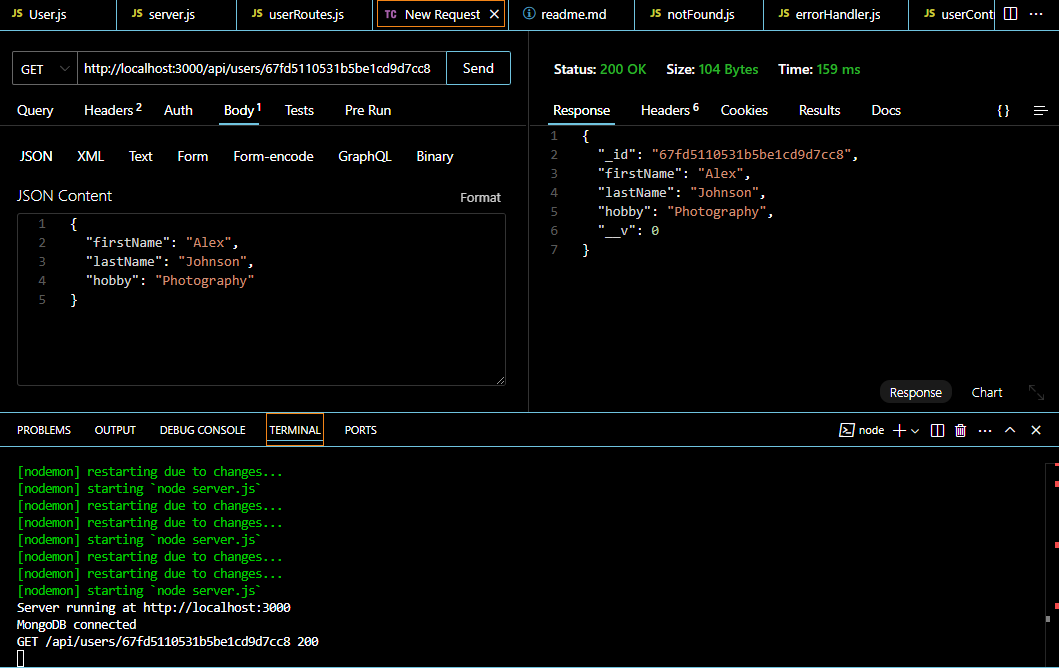 JS User.js JS server.js JS userRoutes.js TC New Request readme.md JS notFound.js JS errorHandler.js JS userCont
GET http://localhost:3000/api/users/67fd5110531b5be1cd9d7cc8 Send
Query Headers 2 Auth Body 1 Tests Pre Run
JSON XML Text Form Form-encode GraphQL Binary
JSON Content Format
1 {
2 "firstName": "Alex",
3 "lastName": "Johnson",
4 "hobby": "Photography"
5 }
Status: 200 OK Size: 104 Bytes Time: 159 ms
Response Headers 6 Cookies Results Docs { }
1 {
2 "_id": "67fd5110531b5be1cd9d7cc8",
3 "firstName": "Alex",
4 "lastName": "Johnson",
5 "hobby": "Photography",
6 "__v": 0
7 }
Response Chart
PROBLEMS OUTPUT DEBUG CONSOLE TERMINAL PORTS node
[nodemon] restarting due to changes...
[nodemon] starting `node server.js`
[nodemon] restarting due to changes...
[nodemon] restarting due to changes...
[nodemon] starting `node server.js`
[nodemon] restarting due to changes...
[nodemon] restarting due to changes...
[nodemon] starting `node server.js`
Server running at http://localhost:3000
MongoDB connected
GET /api/users/67fd5110531b5be1cd9d7cc8 200